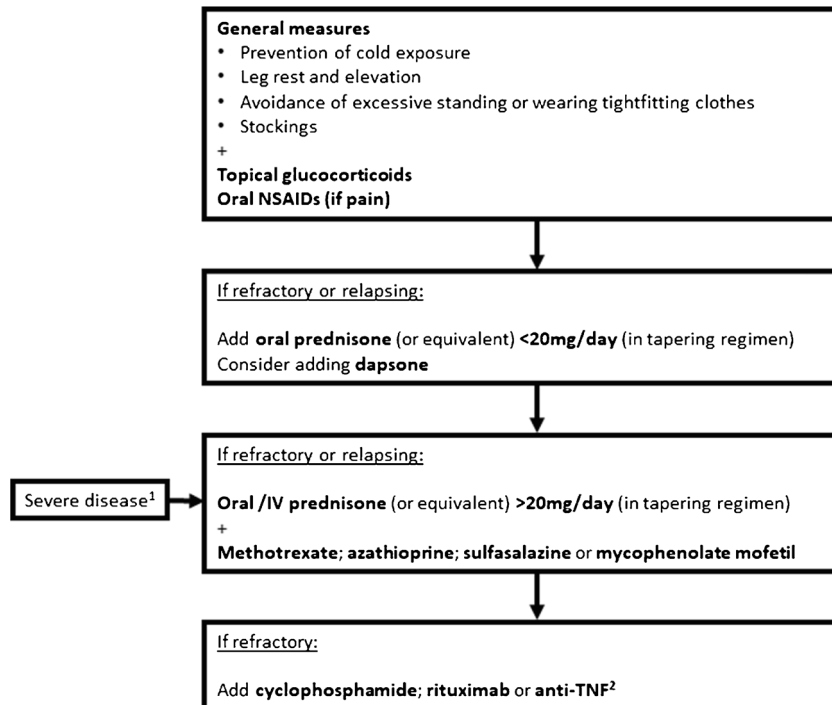 General measures
• Prevention of cold exposure
• Leg rest and elevation
• Avoidance of excessive standing or wearing tightfitting clothes
• Stockings
+
Topical glucocorticoids
Oral NSAIDs (if pain)
If refractory or relapsing:
Add oral prednisone (or equivalent) <20mg/day (in tapering regimen)
Consider adding dapsone
If refractory or relapsing:
Severe disease¹
Oral /IV prednisone (or equivalent) >20mg/day (in tapering regimen)
+
Methotrexate; azathioprine; sulfasalazine or mycophenolate mofetil
If refractory:
Add cyclophosphamide; rituximab or anti-TNF²